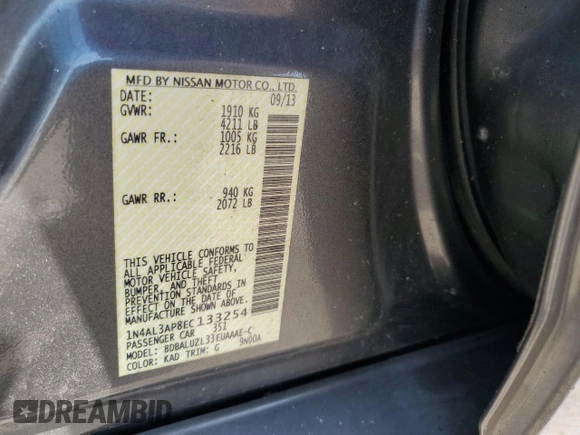 MFD BY NISSAN MOTOR CO., LTD.
DATE: 09/13
GVWR: 1910 KG
4211 LB
GAWR FR.: 1005 KG
2216 LB
GAWR RR.: 940 KG
2072 LB
THIS VEHICLE CONFORMS TO
ALL APPLICABLE FEDERAL
MOTOR VEHICLE SAFETY,
BUMPER, AND THEFT
PREVENTION STANDARDS IN
EFFECT ON THE DATE OF
MANUFACTURE SHOWN ABOVE.
1N4AL3AP8EC133254
PASSENGER CAR 351
MODEL: BDBALUZL33EUAAAE-C
COLOR: KAD TRIM: G 9N00A
DREAMBID